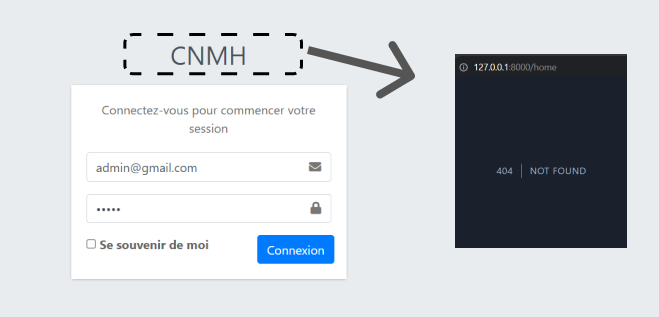 CNMH
Connectez-vous pour commencer votre
session
admin@gmail.com
•••••
Se souvenir de moi
Connexion
127.0.0.1:8000/home
404 | NOT FOUND